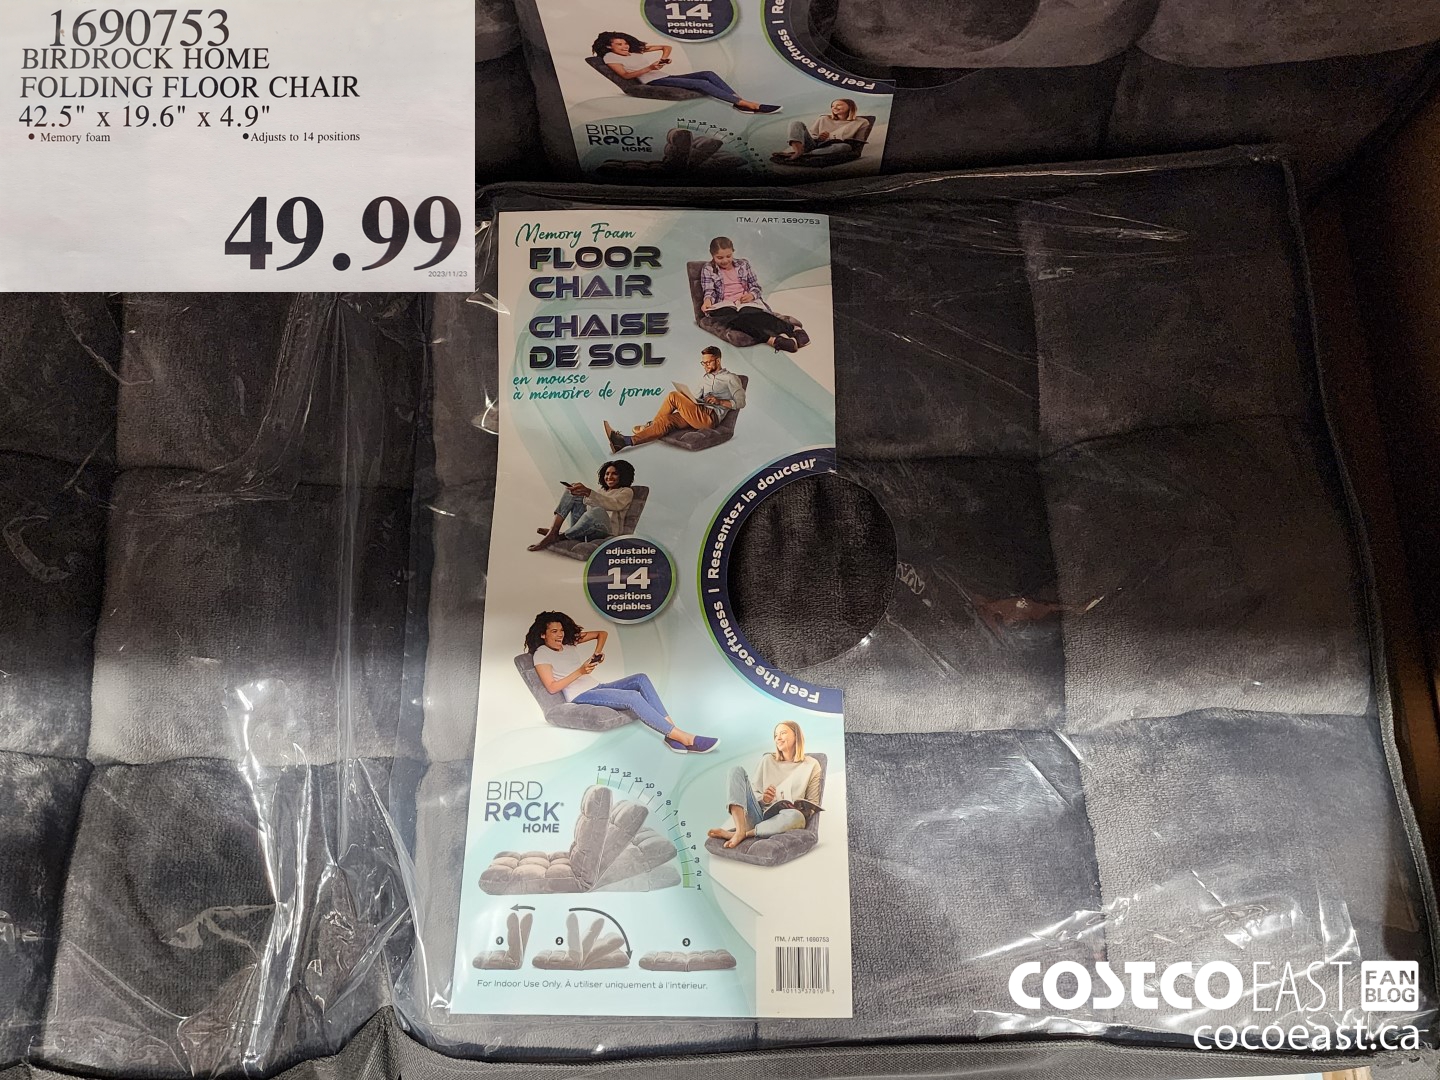 1690753
BIRDROCK HOME
FOLDING FLOOR CHAIR
42.5" x 19.6" x 4.9"
• Memory foam
• Adjusts to 14 positions
49.99
2023/11/23
14
positions
réglables
Feel the softness | Re
BIRD
ROCK®
HOME
ITM. / ART. 1690753
Memory Foam
FLOOR
CHAIR
CHAISE
DE SOL
en mousse
à mémoire de forme
Feel the softness | Ressentez la douceur
adjustable
positions
14
positions
réglables
BIRD
ROCK®
HOME
14 13 12 11 10 9 8 7 6 5 4 3 2 1
1 2 3
For Indoor Use Only. À utiliser uniquement à l'intérieur.
ITM. / ART. 1690753
COSTCO EAST FAN BLOG
cocoeast.ca